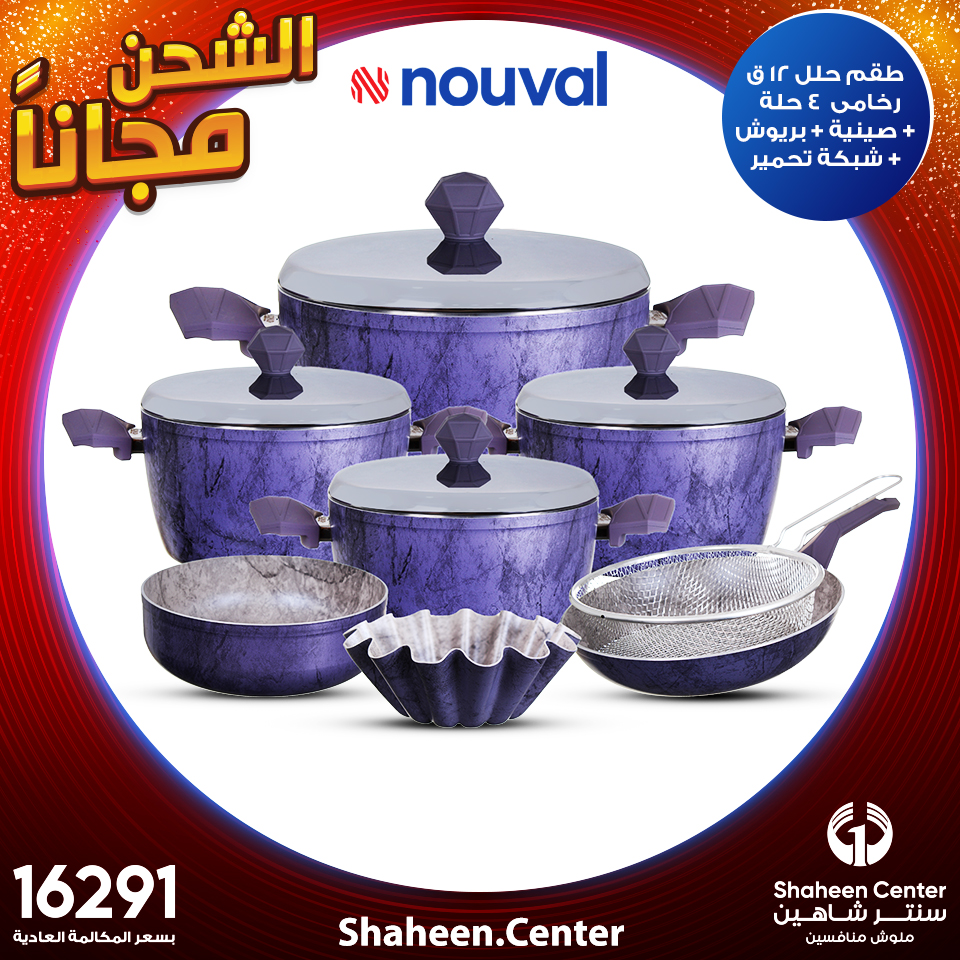 الشحن
مجاناً
nouval
طقم حلل ١٢ ق
رخامى ٤ حلة
+ صينية + بريوش
+ شبكة تحمير
16291
بسعر المكالمة العادية
Shaheen.Center
1
Shaheen Center
سنتر شاهين
ملوش منافسين